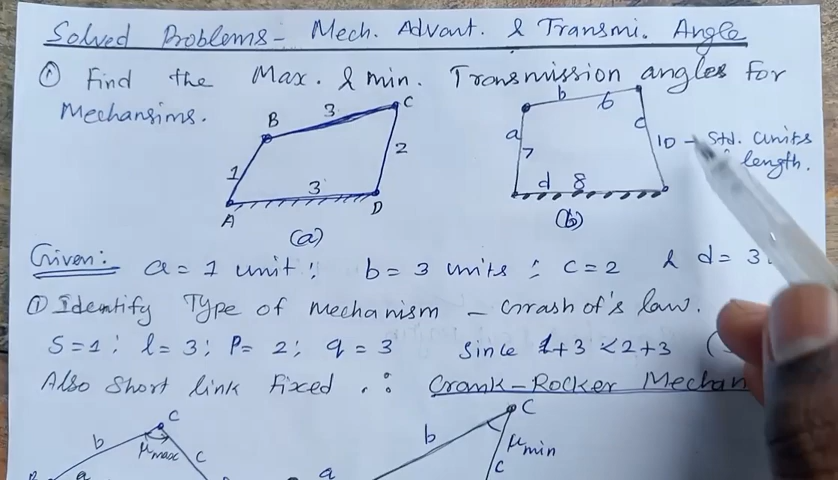 Solved Problems - Mech. Advant. & Transmi. Angle
① Find the Max. & min. Transmission angles for
Mechansims.
B 3 C
1 2
3
A D
(a)
b 6
a c
7 10 - Std. units
length.
d 8
(b)
Given: a = 1 unit ; b = 3 units ; c = 2 & d = 3
① Identify Type of mechanism - Grashof's law.
S=1 ; l = 3 ; P = 2 ; q = 3 Since 1+3 < 2+3
Also Short link Fixed ∴ Crank-Rocker Mechan
C
b μmax c
a
C
b μmin
c
a